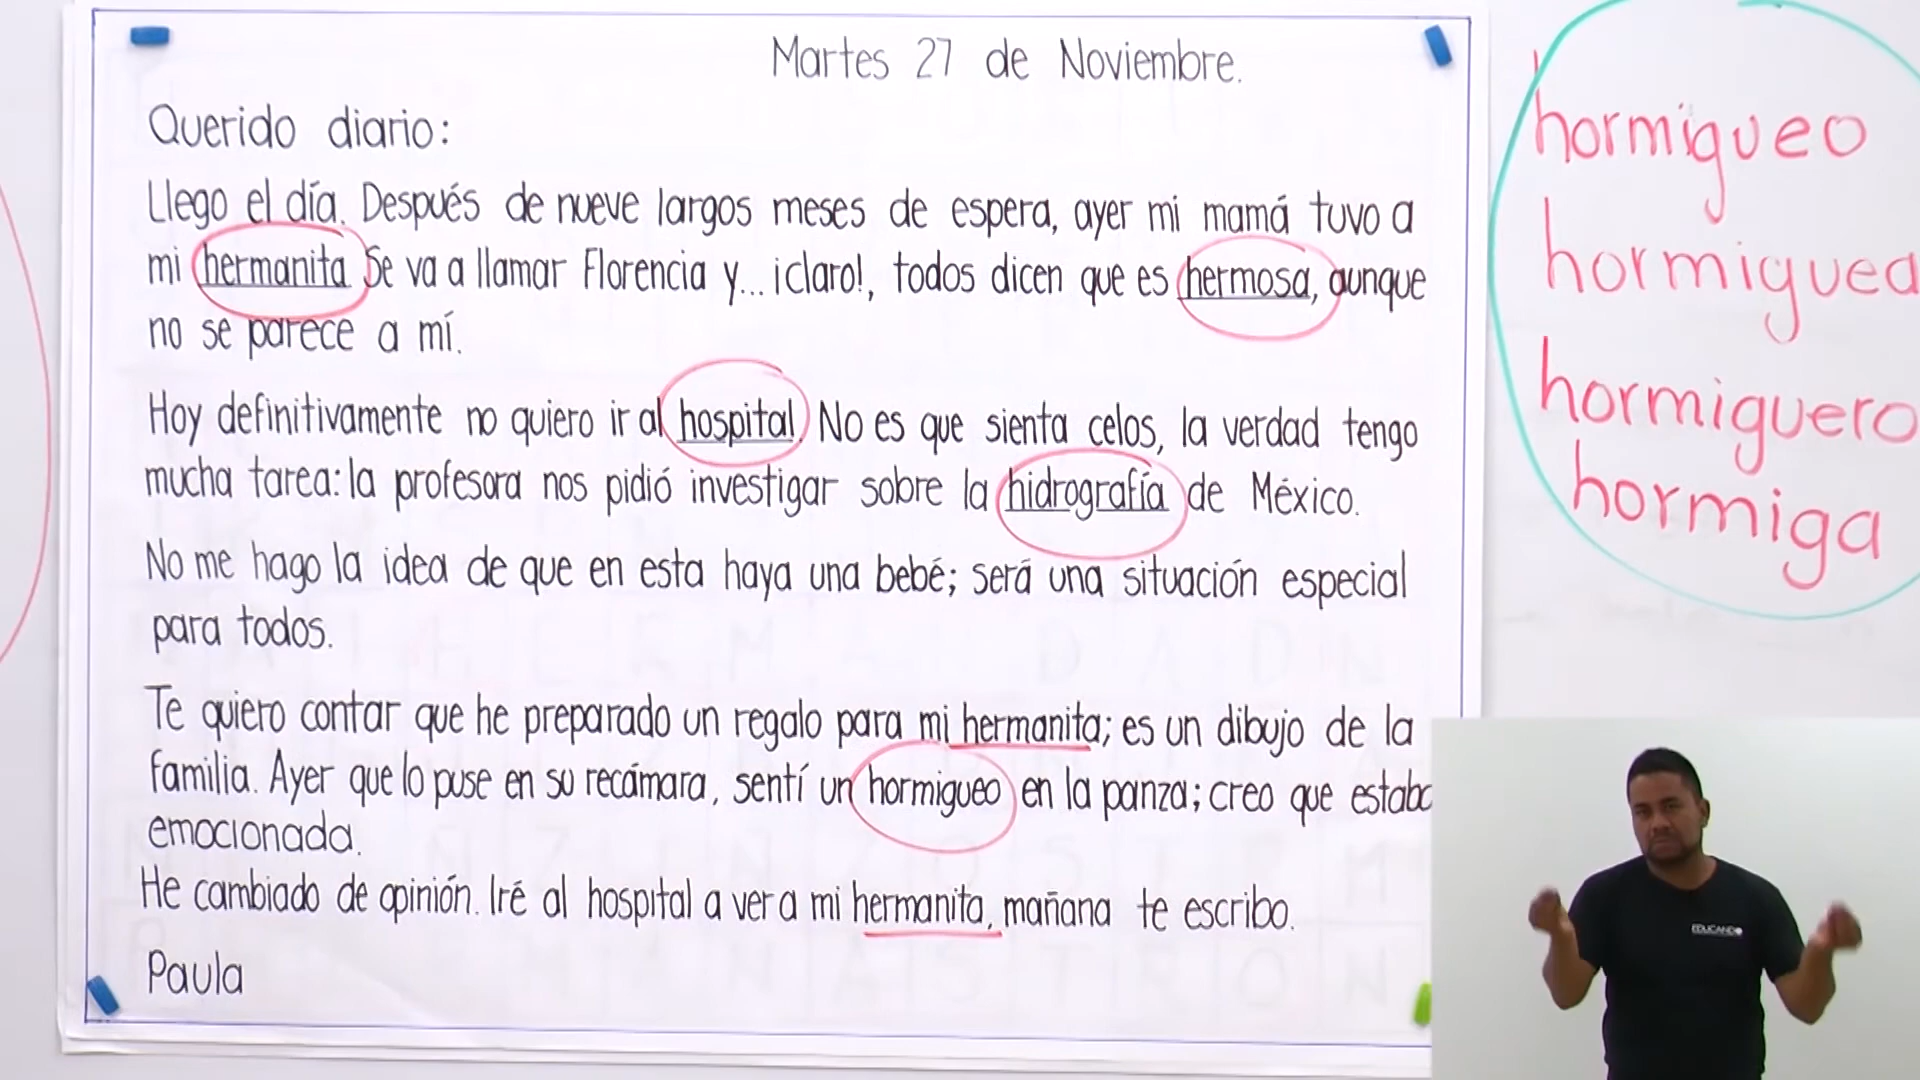 Martes 27 de Noviembre.
Querido diario:
Llego el día. Después de nueve largos meses de espera, ayer mi mamá tuvo a
mi hermanita Se va a llamar Florencia y... ¡claro!, todos dicen que es hermosa, aunque
no se parece a mí.
Hoy definitivamente no quiero ir al hospital. No es que sienta celos, la verdad tengo
mucha tarea: la profesora nos pidió investigar sobre la hidrografía de México.
No me hago la idea de que en esta haya una bebé; será una situación especial
para todos.
Te quiero contar que he preparado un regalo para mi hermanita; es un dibujo de la
familia. Ayer que lo puse en su recámara, sentí un hormigueo en la panza; creo que estaba
emocionada.
He cambiado de opinión. Iré al hospital a ver a mi hermanita, mañana te escribo.
Paula
hormigueo
hormiguea
hormiguero
hormiga
EDUCANDO